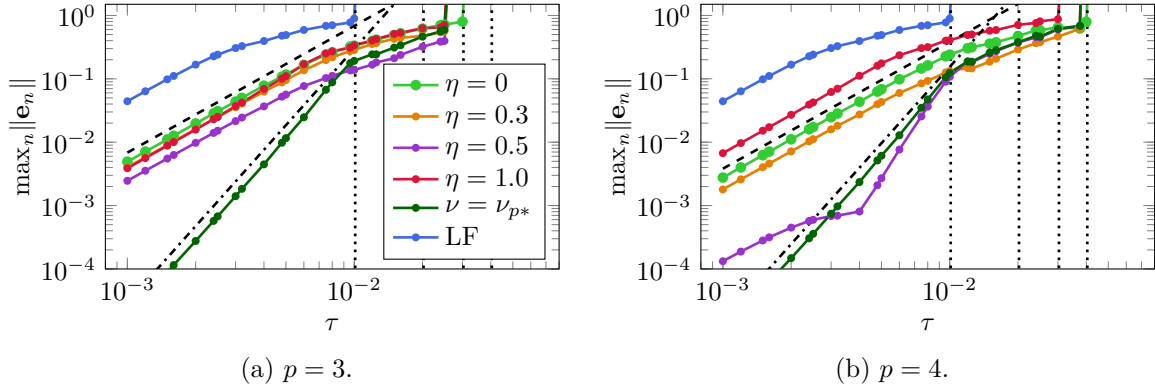 10^0
10^{-1}
10^{-2}
10^{-3}
10^{-4}
max_n ||e_n||
10^{-3}
10^{-2}
τ
η = 0
η = 0.3
η = 0.5
η = 1.0
ν = ν_{p*}
LF
(a) p = 3.
10^0
10^{-1}
10^{-2}
10^{-3}
10^{-4}
max_n ||e_n||
10^{-3}
10^{-2}
τ
(b) p = 4.